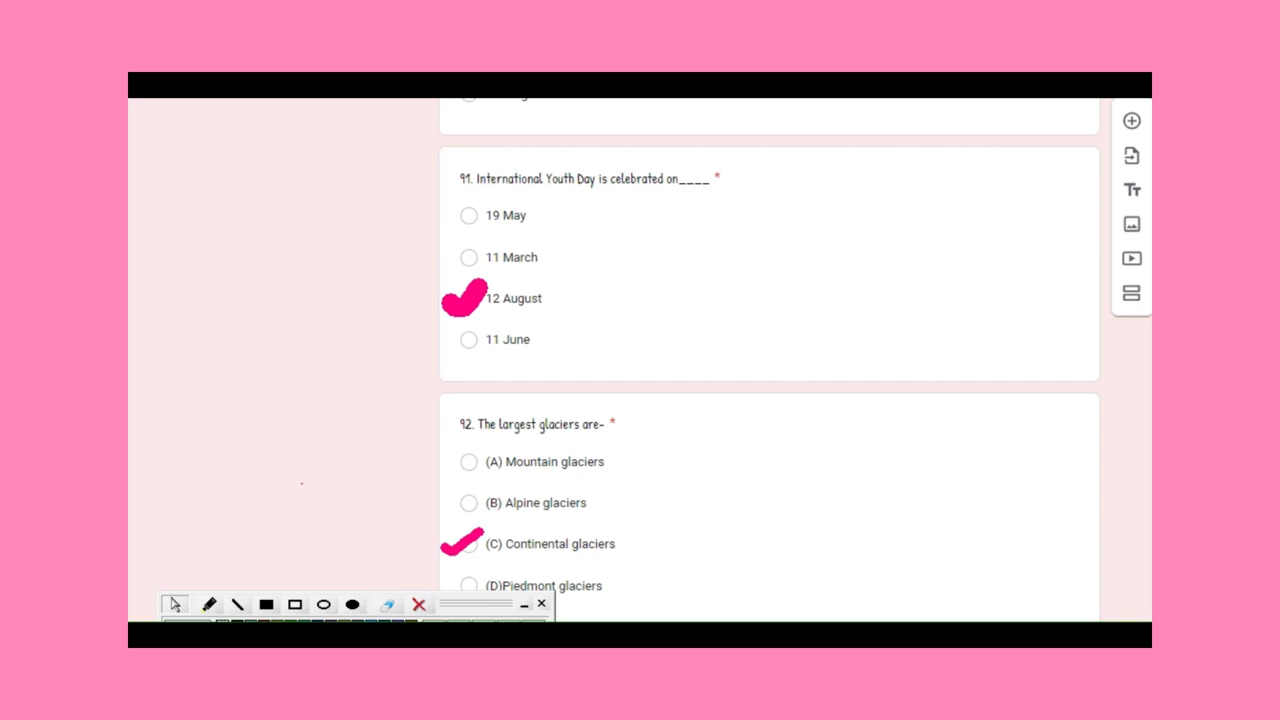 91. International Youth Day is celebrated on____ *
19 May
11 March
12 August
11 June
92. The largest glaciers are- *
(A) Mountain glaciers
(B) Alpine glaciers
(C) Continental glaciers
(D)Piedmont glaciers